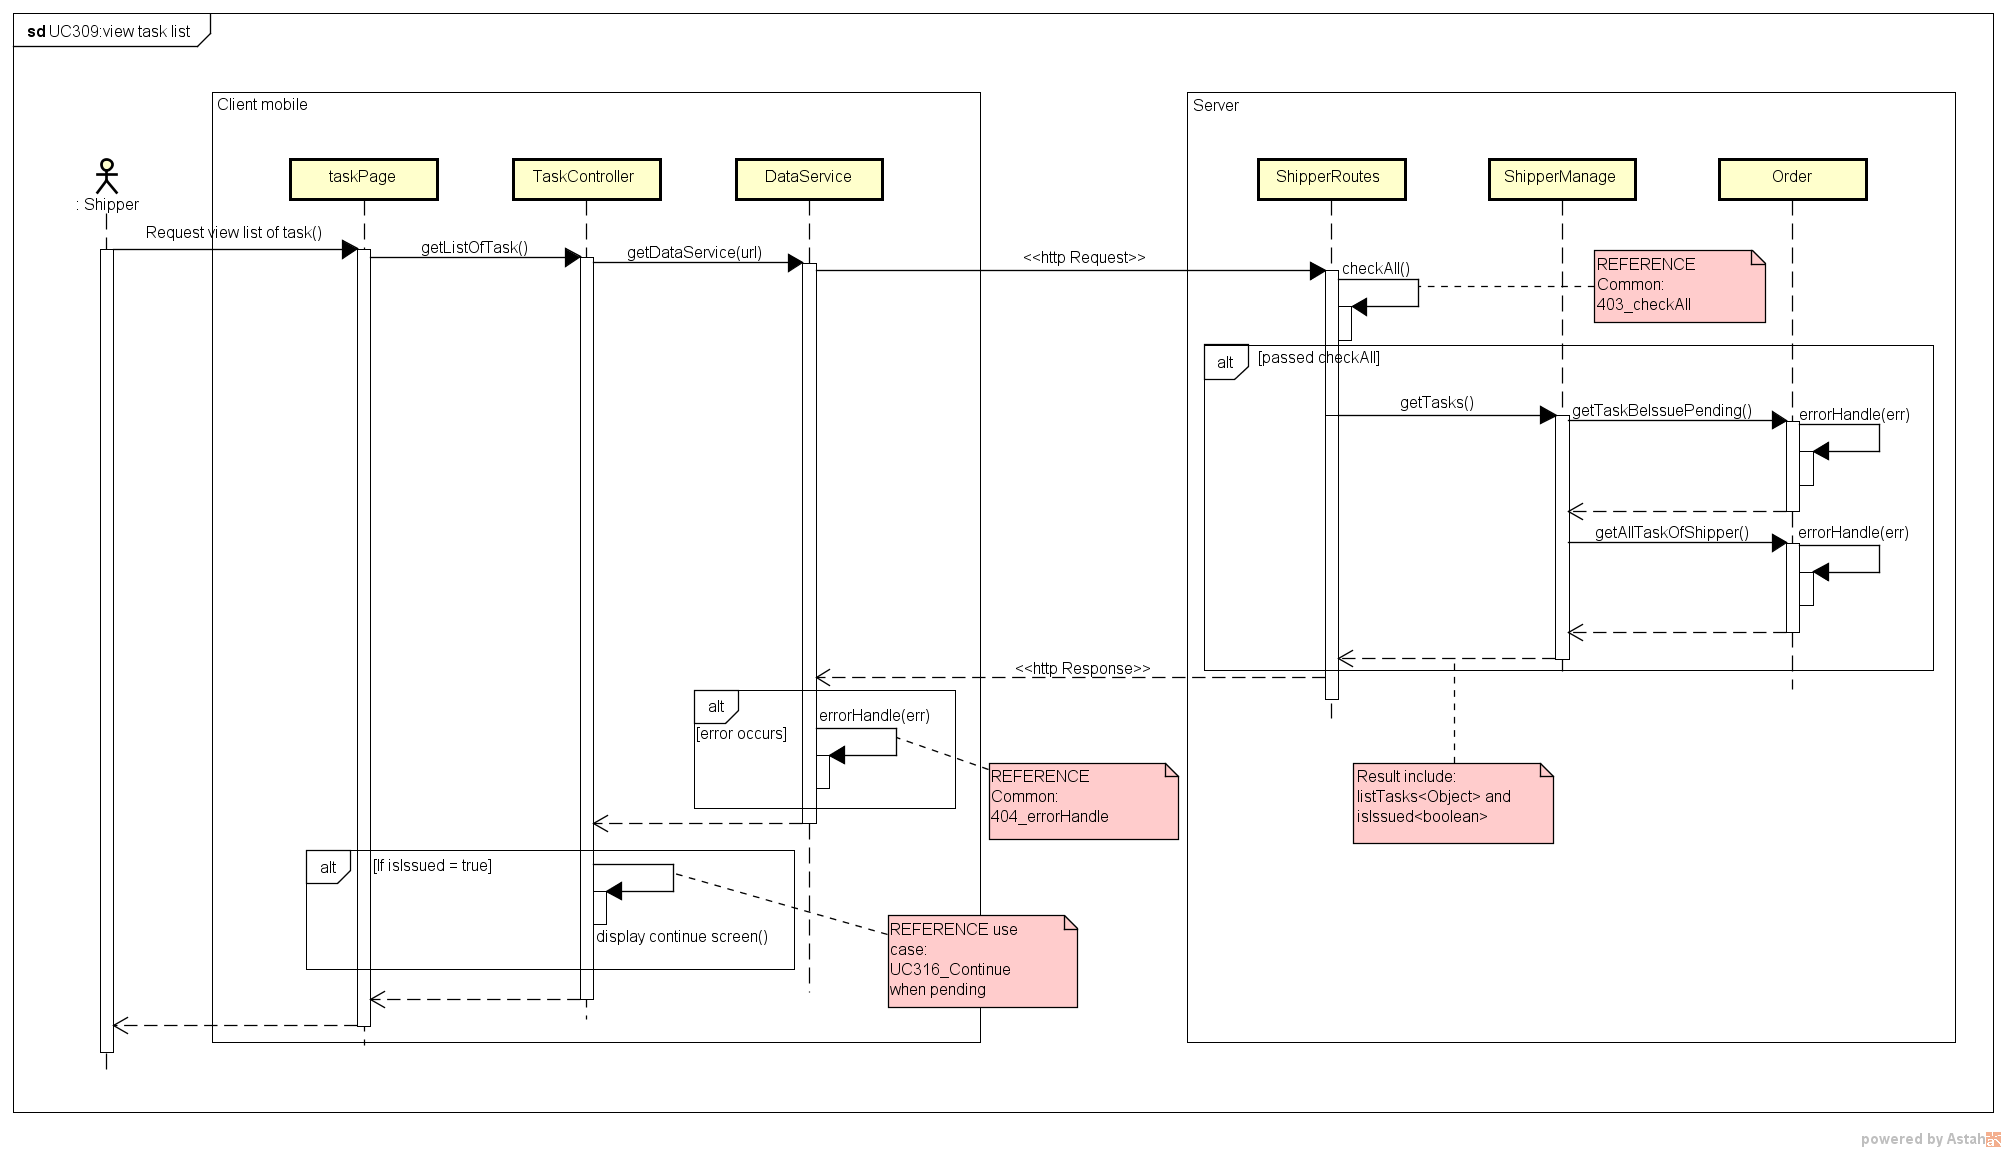 sd UC309:view task list
Client mobile
Server
: Shipper
taskPage
TaskController
DataService
ShipperRoutes
ShipperManage
Order
Request view list of task()
getListOfTask()
getDataService(url)
<<http Request>>
checkAll()
REFERENCE
Common:
403_checkAll
alt
[passed checkAll]
getTasks()
getTaskBeIssuePending()
errorHandle(err)
getAllTaskOfShipper()
errorHandle(err)
<<http Response>>
alt
[error occurs]
errorHandle(err)
REFERENCE
Common:
404_errorHandle
Result include:
listTasks<Object> and
isIssued<boolean>
alt
[If isIssued = true]
display continue screen()
REFERENCE use
case:
UC316_Continue
when pending
powered by Astah